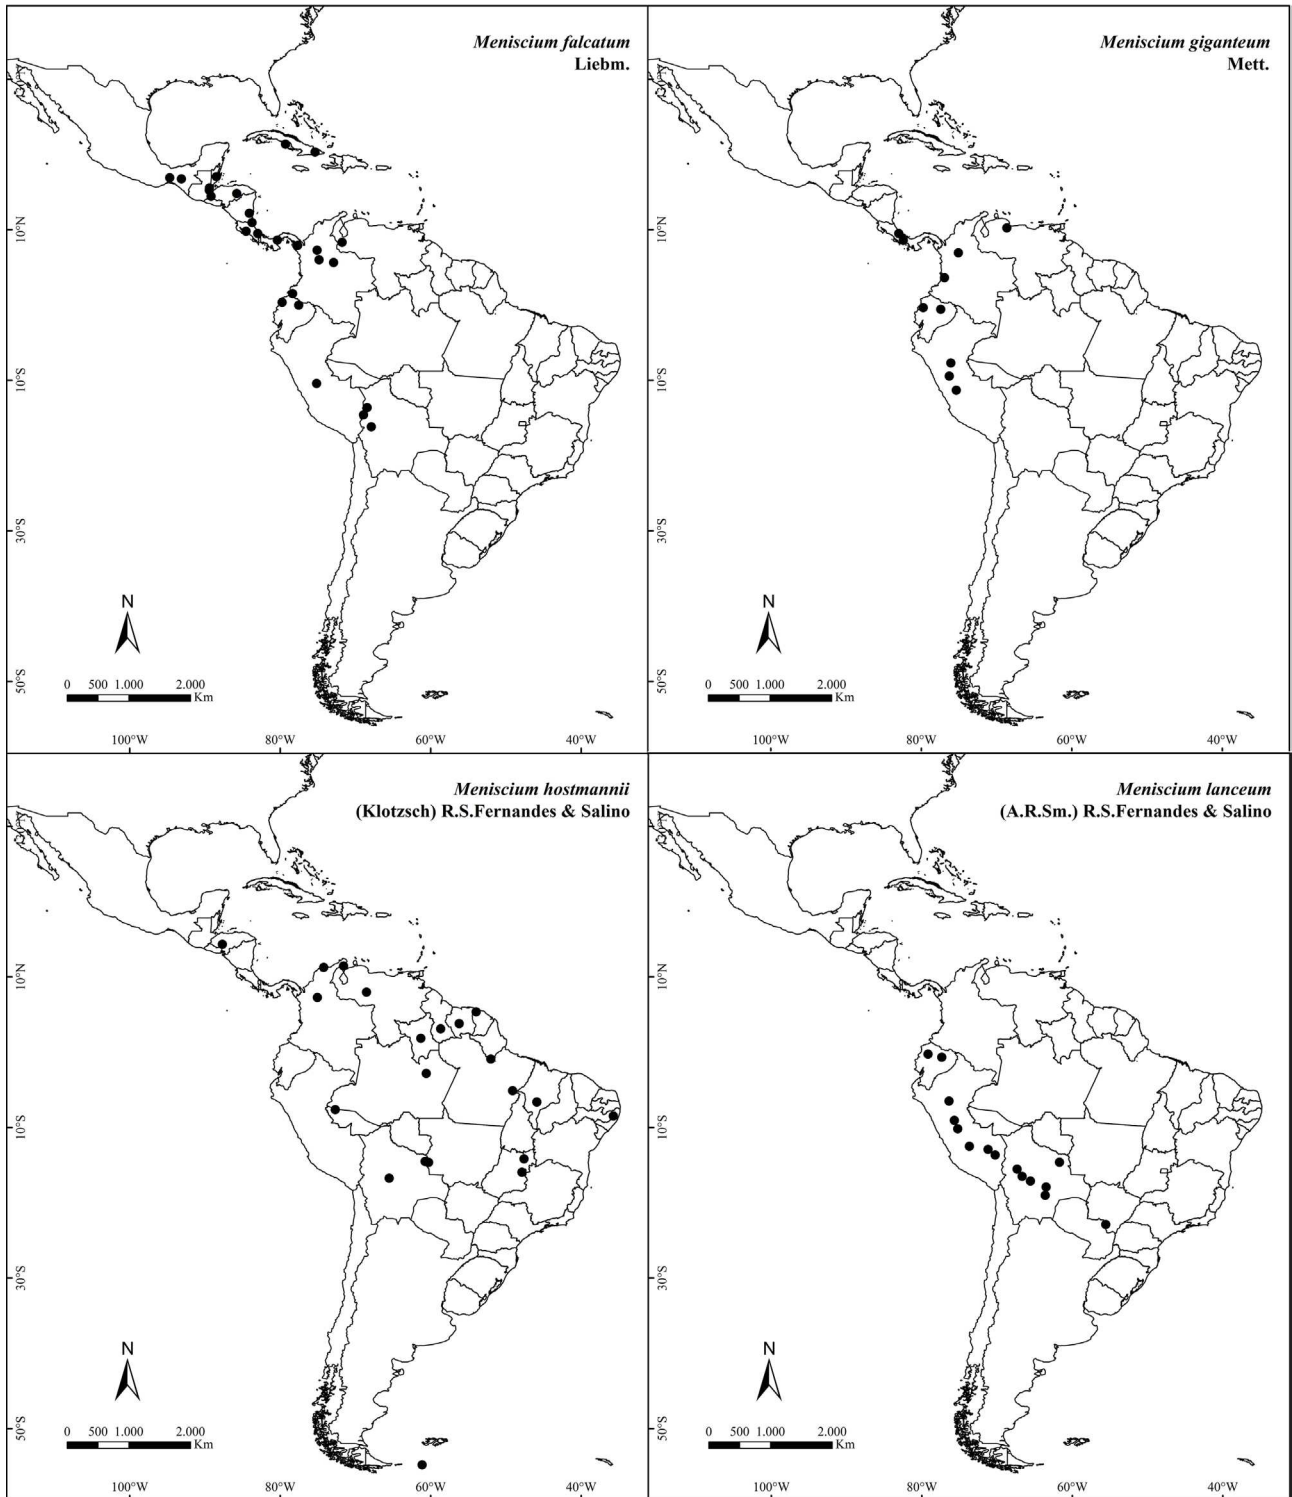 Meniscium falcatum
Liebm.
10°N
10°S
30°S
50°S
N
0 500 1.000 2.000
Km
100°W 80°W 60°W 40°W
Meniscium giganteum
Mett.
10°N
10°S
30°S
50°S
N
0 500 1.000 2.000
Km
100°W 80°W 60°W 40°W
Meniscium hostmannii
(Klotzsch) R.S.Fernandes & Salino
10°N
10°S
30°S
50°S
N
0 500 1.000 2.000
Km
100°W 80°W 60°W 40°W
Meniscium lanceum
(A.R.Sm.) R.S.Fernandes & Salino
10°N
10°S
30°S
50°S
N
0 500 1.000 2.000
Km
100°W 80°W 60°W 40°W